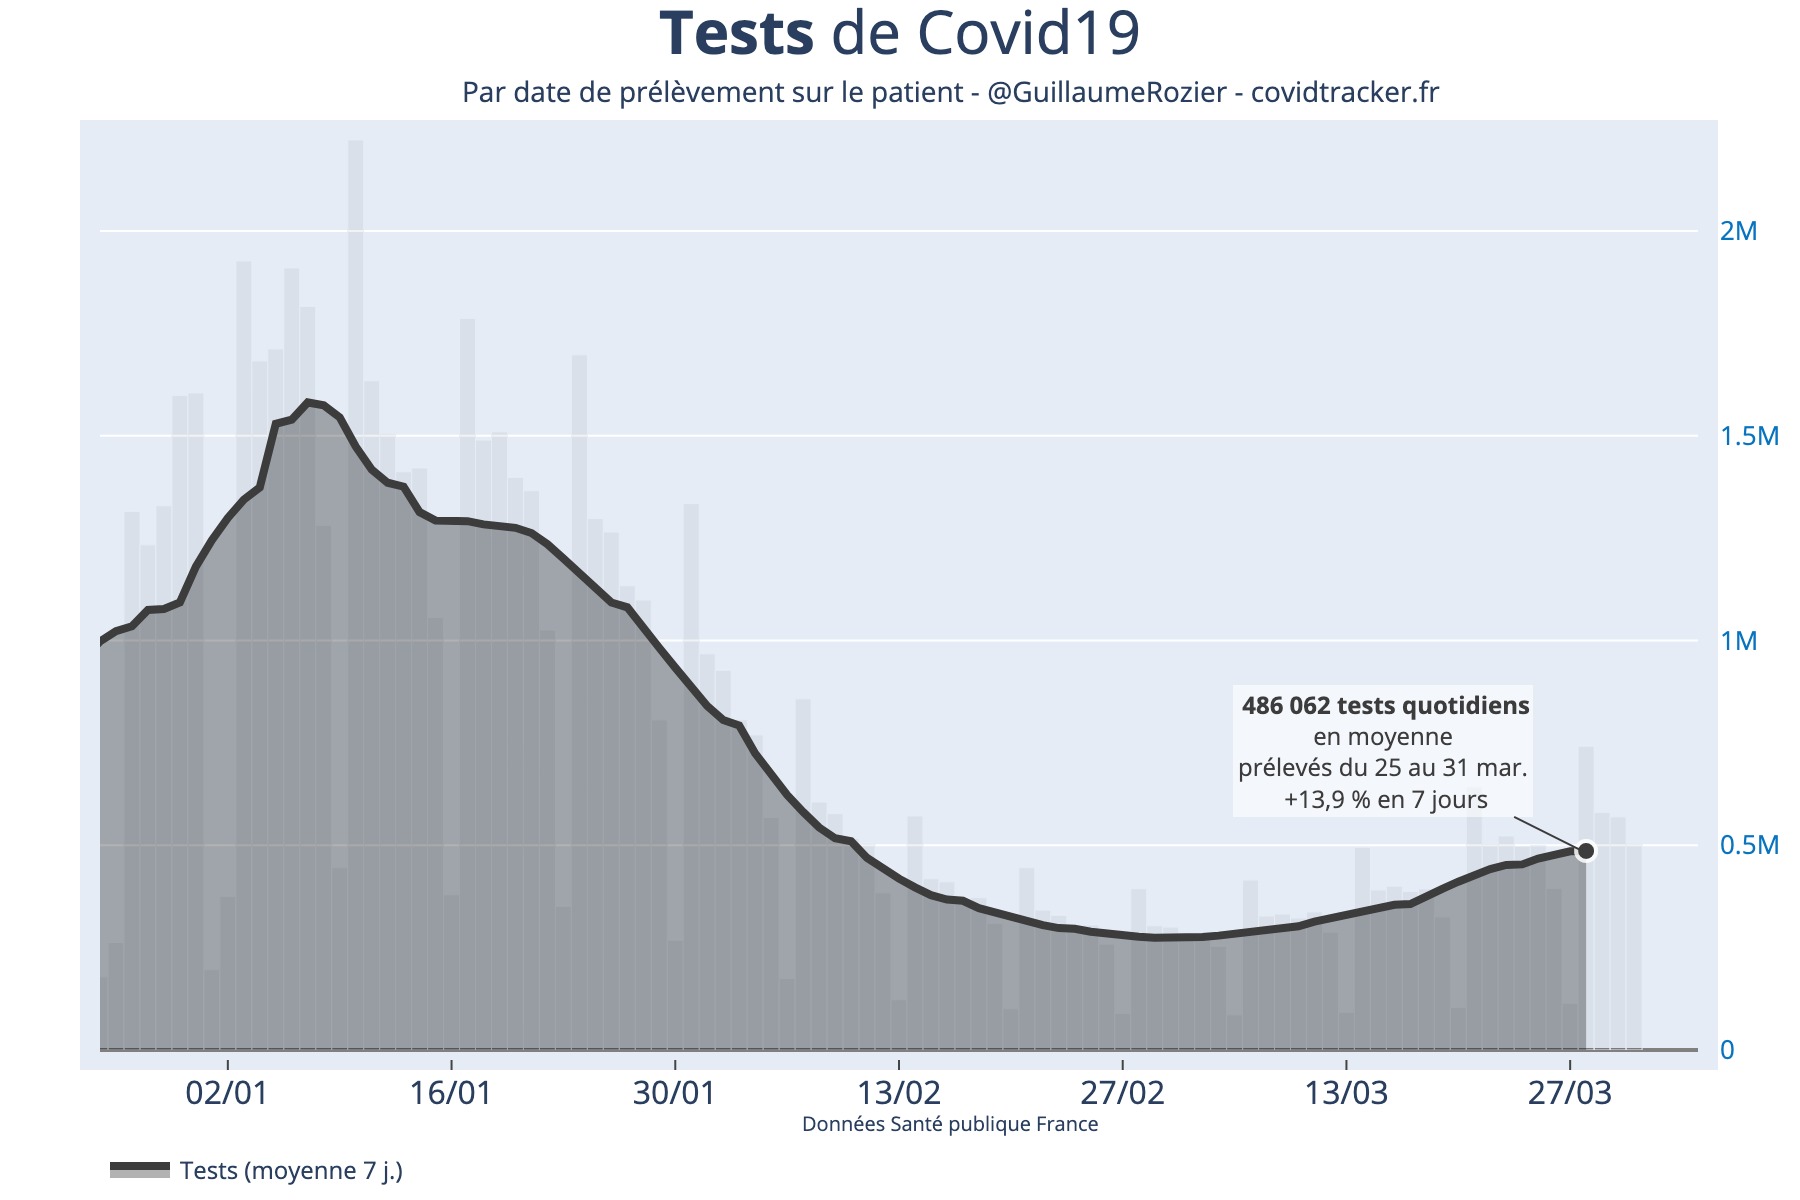 Tests de Covid19
Par date de prélèvement sur le patient - @GuillaumeRozier - covidtracker.fr
2M
1.5M
1M
486 062 tests quotidiens
en moyenne
prélevés du 25 au 31 mar.
+13,9 % en 7 jours
0.5M
0
02/01 16/01 30/01 13/02 27/02 13/03 27/03
Données Santé publique France
Tests (moyenne 7 j.)